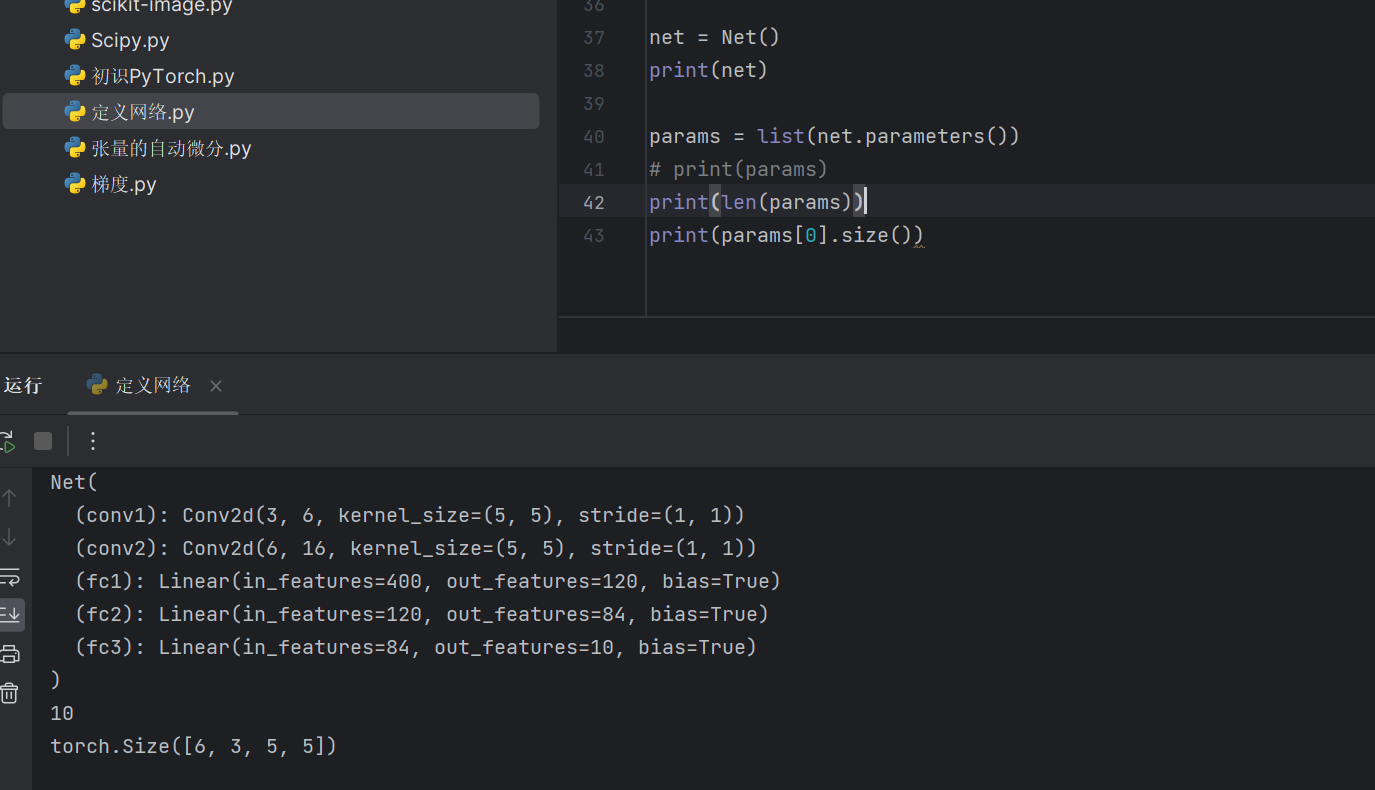 scikit-image.py
Scipy.py
初识PyTorch.py
定义网络.py
张量的自动微分.py
梯度.py
36
37 net = Net()
38 print(net)
39
40 params = list(net.parameters())
41 # print(params)
42 print(len(params))
43 print(params[0].size())
运行 定义网络
Net(
(conv1): Conv2d(3, 6, kernel_size=(5, 5), stride=(1, 1))
(conv2): Conv2d(6, 16, kernel_size=(5, 5), stride=(1, 1))
(fc1): Linear(in_features=400, out_features=120, bias=True)
(fc2): Linear(in_features=120, out_features=84, bias=True)
(fc3): Linear(in_features=84, out_features=10, bias=True)
)
10
torch.Size([6, 3, 5, 5])